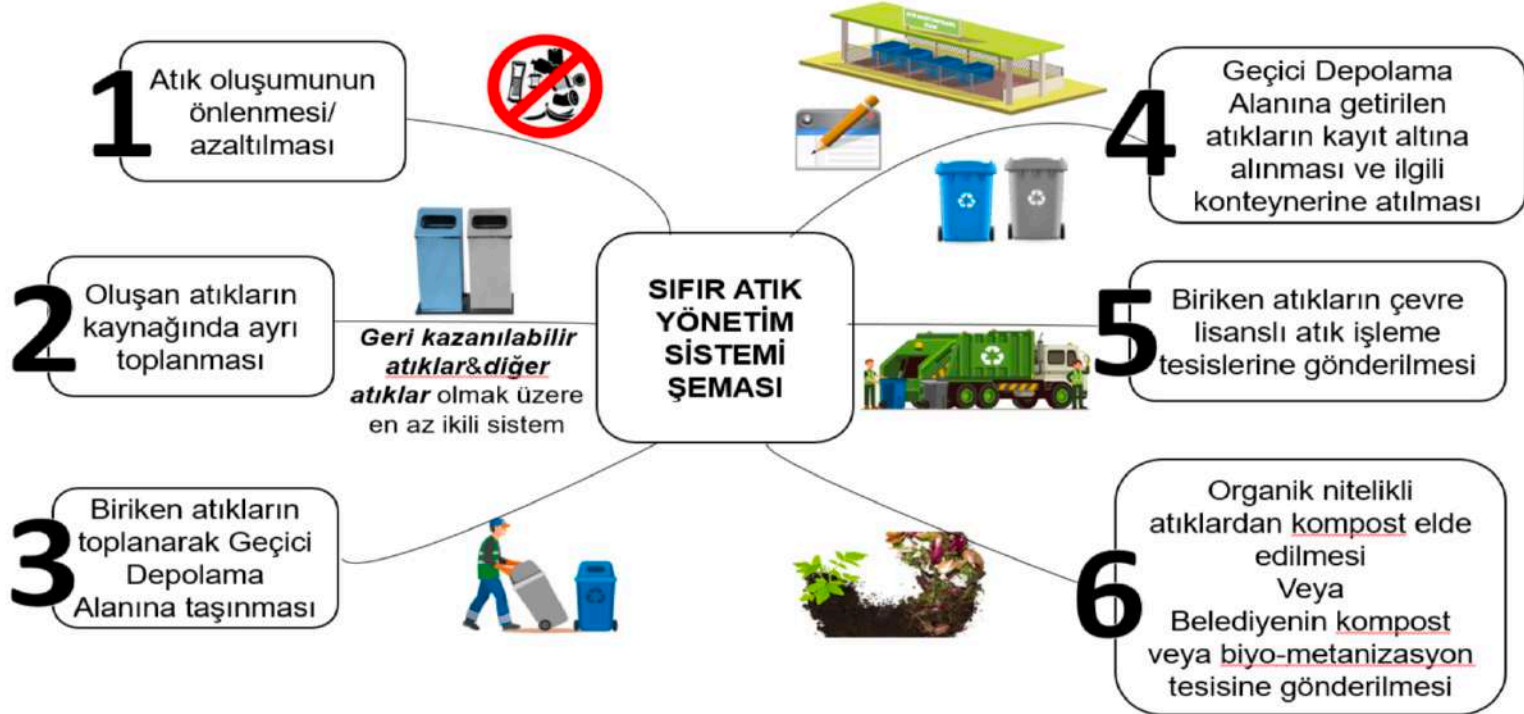 1
Atık oluşumunun
önlenmesi/
azaltılması
2
Oluşan atıkların
kaynağında ayrı
toplanması
Geri kazanılabilir
atıklar&diğer
atıklar olmak üzere
en az ikili sistem
3
Biriken atıkların
toplanarak Geçici
Depolama
Alanına taşınması
SIFIR ATIK
YÖNETİM
SİSTEMİ
ŞEMASI
4
Geçici Depolama
Alanına getirilen
atıkların kayıt altına
alınması ve ilgili
konteynerine atılması
5
Biriken atıkların çevre
lisanslı atık işleme
tesislerine gönderilmesi
6
Organik nitelikli
atıklardan kompost elde
edilmesi
Veya
Belediyenin kompost
veya biyo-metanizasyon
tesisine gönderilmesi